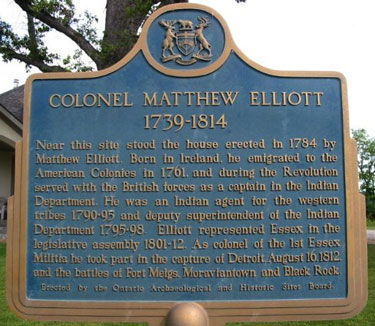 COLONEL MATTHEW ELLIOTT
1739-1814
Near this site stood the house erected in 1784 by
Matthew Elliott. Born in Ireland, he emigrated to the
American Colonies in 1761, and during the Revolution
served with the British forces as a captain in the Indian
Department. He was an Indian agent for the western
tribes 1790-95 and deputy superintendent of the Indian
Department 1795-98. Elliott represented Essex in the
legislative assembly 1801-12. As colonel of the 1st Essex
Militia he took part in the capture of Detroit, August 16, 1812,
and the battles of Fort Meigs, Moraviantown and Black Rock.
Erected by the Ontario Archaeological and Historic Sites Board.